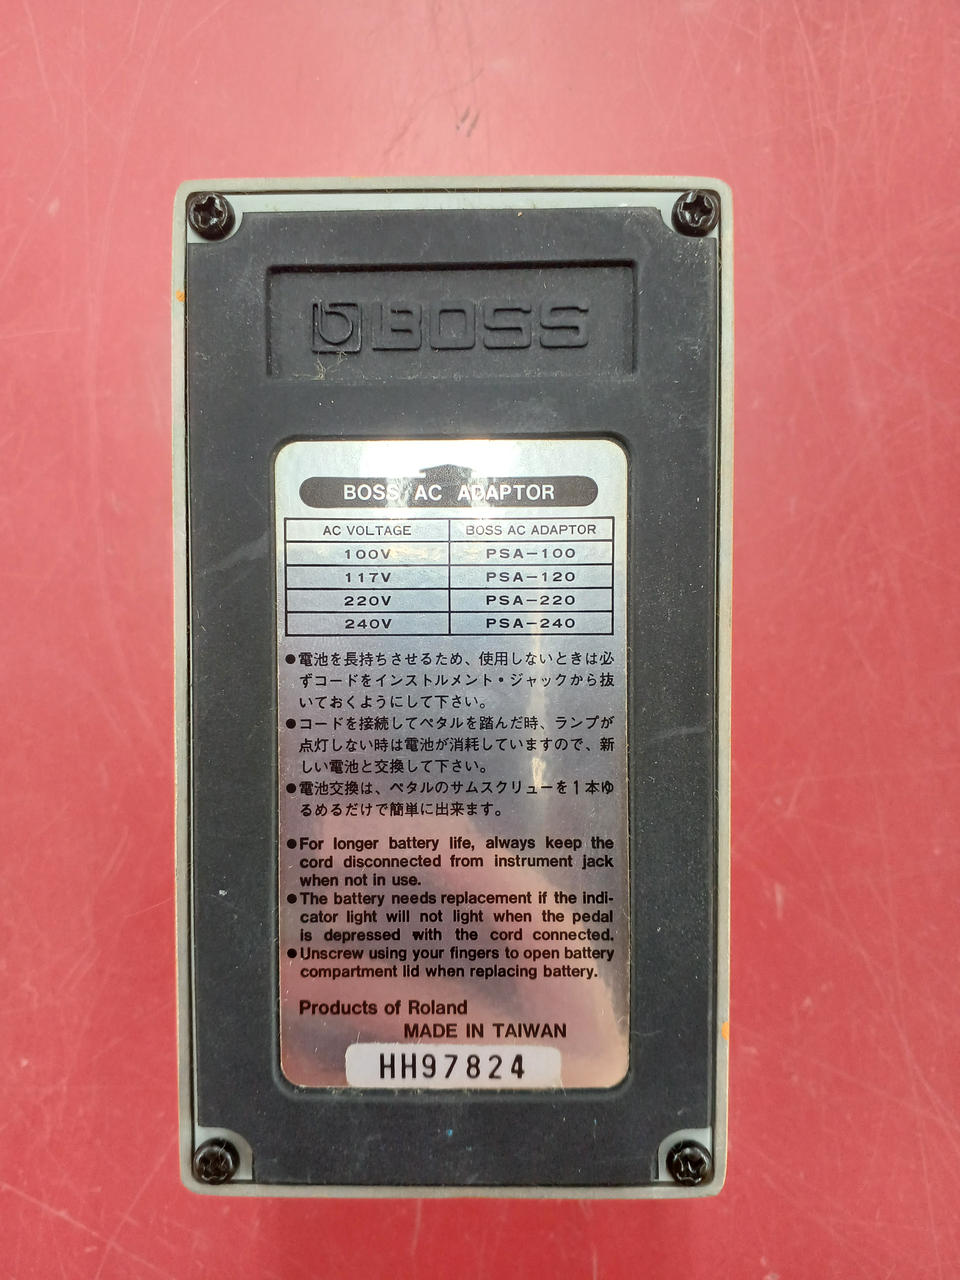 BOSS
BOSS AC ADAPTOR
AC VOLTAGE BOSS AC ADAPTOR
100V PSA-100
117V PSA-120
220V PSA-220
240V PSA-240
●電池を長持ちさせるため、使用しないときは必
ずコードをインストルメント・ジャックから抜
いておくようにして下さい。
●コードを接続してペタルを踏んだ時、ランプが
点灯しない時は電池が消耗していますので、新
しい電池と交換して下さい。
●電池交換は、ペタルのサムスクリューを1本ゆ
るめるだけで簡単に出来ます。
●For longer battery life, always keep the
cord disconnected from instrument jack
when not in use.
●The battery needs replacement if the indi-
cator light will not light when the pedal
is depressed with the cord connected.
●Unscrew using your fingers to open battery
compartment lid when replacing battery.
Products of Roland
MADE IN TAIWAN
HH97824